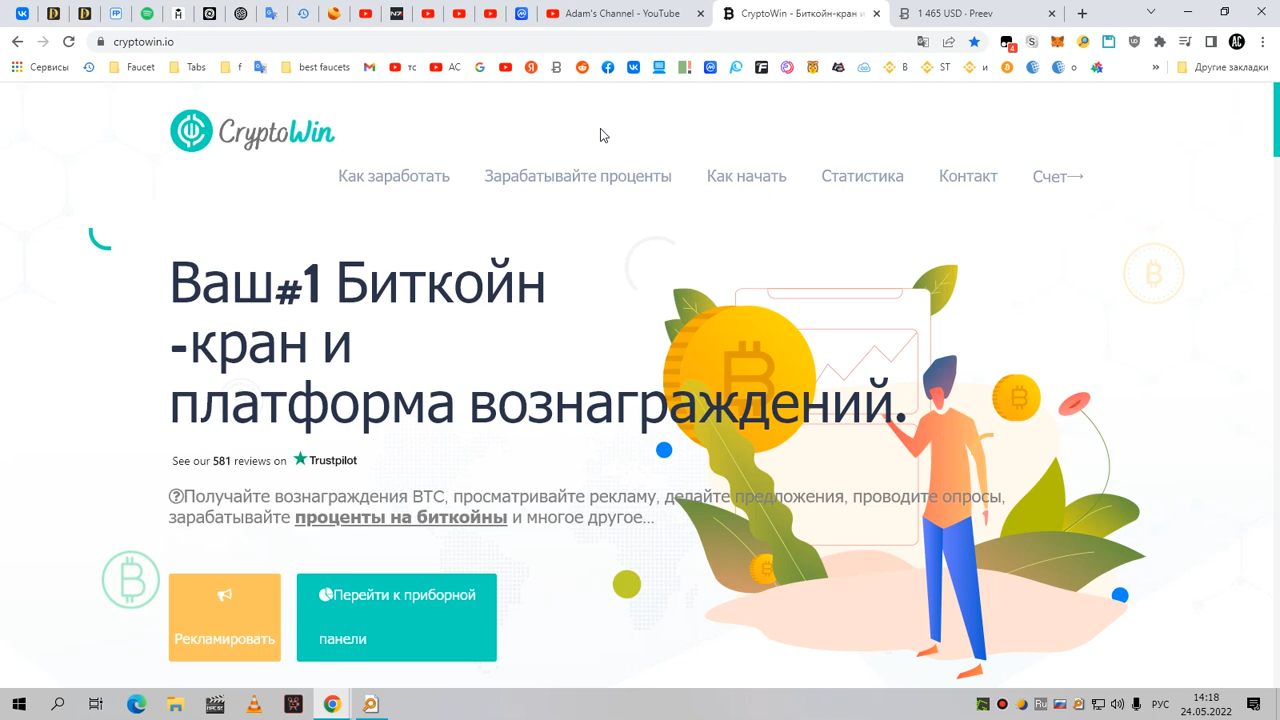 Adam's Channel - YouTube
CryptoWin - Биткойн-кран и
1 465 USD - Preev
cryptowin.io
4
Сервисы
Faucet
Tabs
f
best faucets
тс
АС
B
ST
и
о
»
Другие закладки
CryptoWin
Как заработать
Зарабатывайте проценты
Как начать
Статистика
Контакт
Счет→
Ваш#1 Биткойн
-кран и
платформа вознаграждений.
See our 581 reviews on Trustpilot
Получайте вознаграждения BTC, просматривайте рекламу, делайте предложения, проводите опросы,
зарабатывайте проценты на биткойны и многое другое...
Рекламировать
Перейти к приборной
панели
Ru
РУС
14:18
24.05.2022